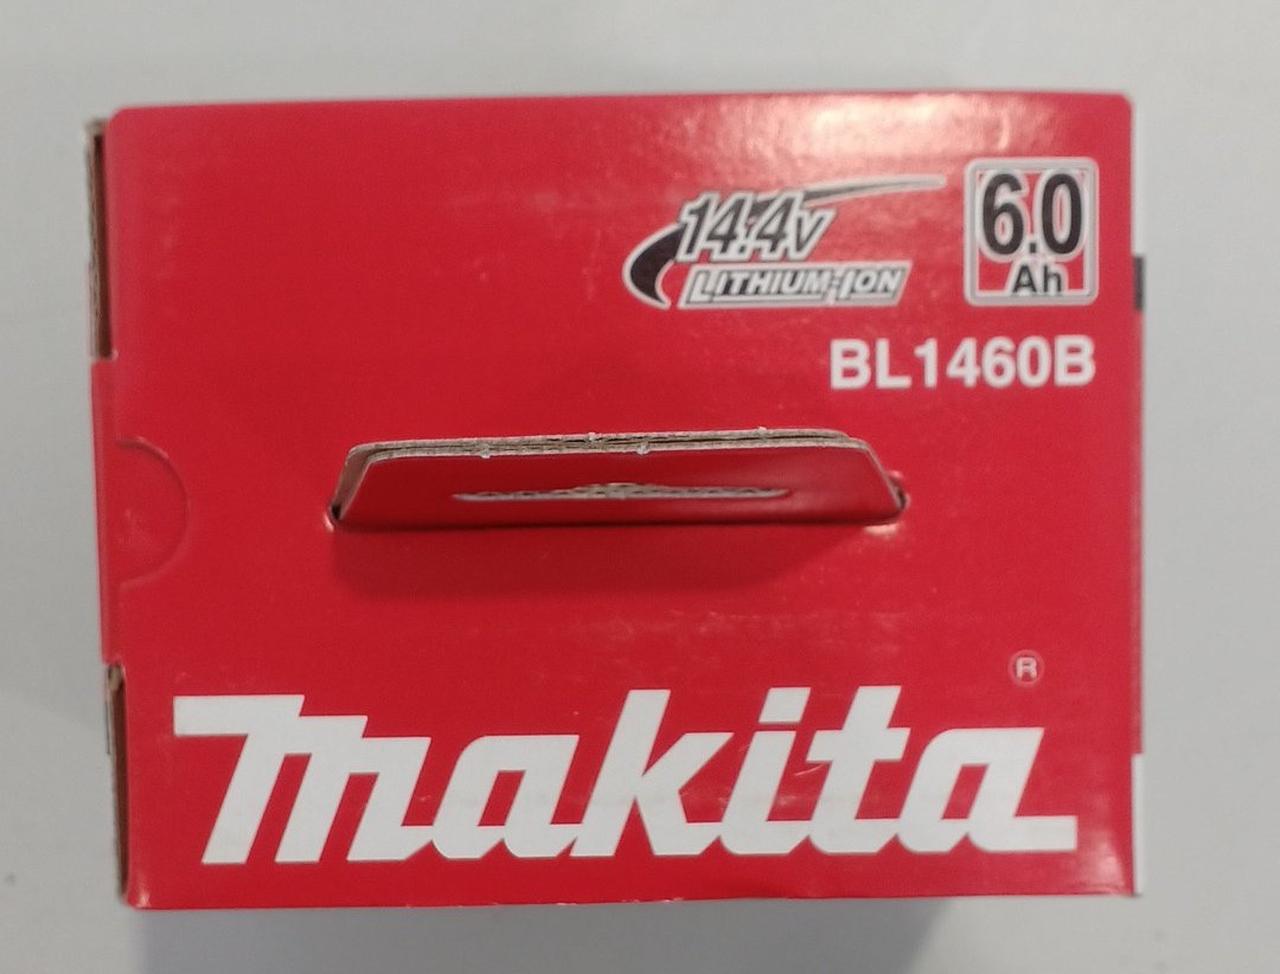 14.4V
LITHIUM-ION
6.0
Ah
BL1460B
®
makita